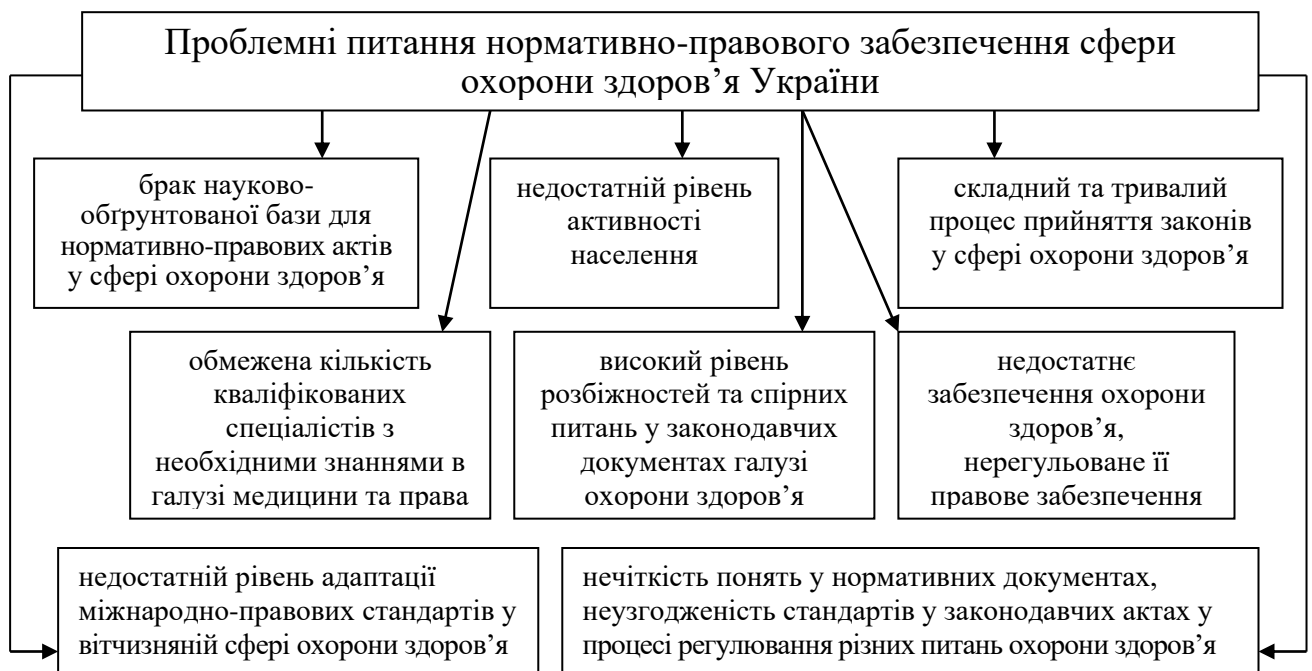 Проблемні питання нормативно-правового забезпечення сфери
охорони здоров’я України
брак науково-
обґрунтованої бази для
нормативно-правових актів
у сфері охорони здоров’я
недостатній рівень
активності
населення
складний та тривалий
процес прийняття законів
у сфері охорони здоров’я
обмежена кількість
кваліфікованих
спеціалістів з
необхідними знаннями в
галузі медицини та права
високий рівень
розбіжностей та спірних
питань у законодавчих
документах галузі
охорони здоров’я
недостатнє
забезпечення охорони
здоров’я,
нерегульоване її
правове забезпечення
недостатній рівень адаптації
міжнародно-правових стандартів у
вітчизняній сфері охорони здоров’я
нечіткість понять у нормативних документах,
неузгодженість стандартів у законодавчих актах у
процесі регулювання різних питань охорони здоров’я